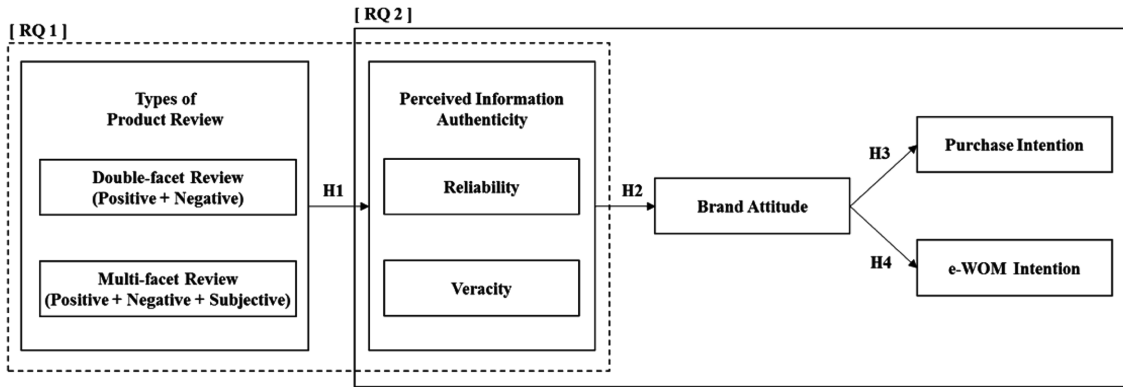 [ RQ 1 ]
[ RQ 2 ]
Types of
Product Review
Double-facet Review
(Positive + Negative)
Multi-facet Review
(Positive + Negative + Subjective)
H1
Perceived Information
Authenticity
Reliability
Veracity
H2
Brand Attitude
H3
H4
Purchase Intention
e-WOM Intention